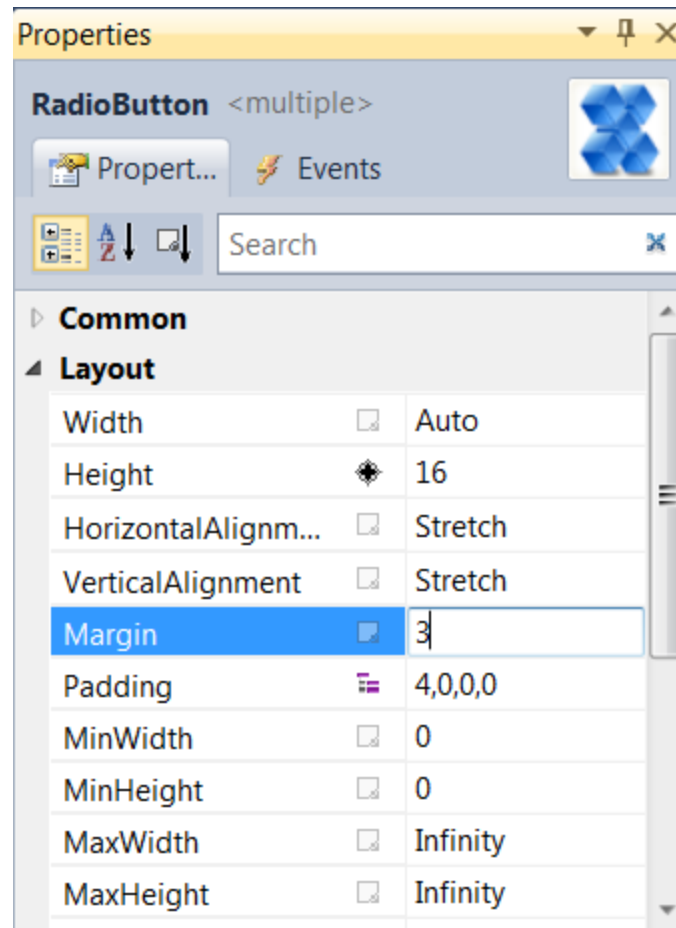 Properties
RadioButton <multiple>
Propert... Events
Search
Common
Layout
Width Auto
Height 16
HorizontalAlignm... Stretch
VerticalAlignment Stretch
Margin 3
Padding 4,0,0,0
MinWidth 0
MinHeight 0
MaxWidth Infinity
MaxHeight Infinity